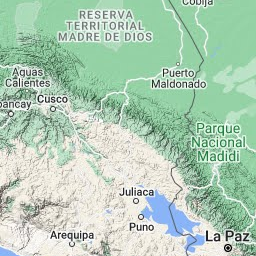 Cobija
RESERVA
TERRITORIAL
MADRE DE DIOS
Puerto
Maldonado
Aguas
Calientes
Cusco
Parque
Nacional
Madidi
Juliaca
Puno
Arequipa
La Paz